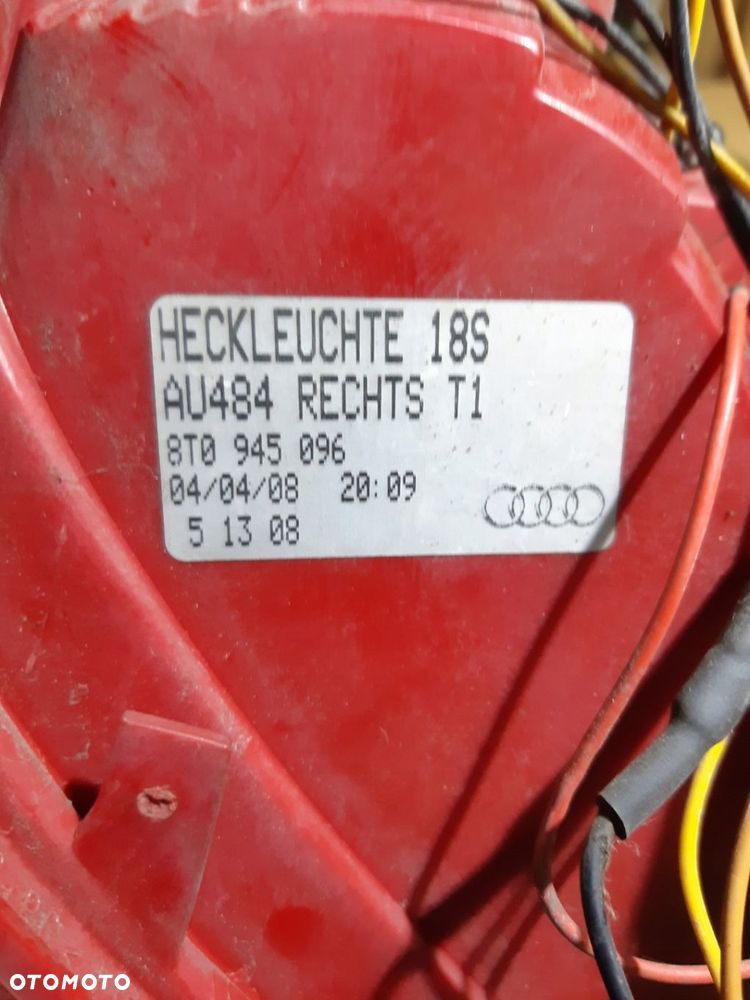 HECKLEUCHTE 18S
AU484 RECHTS T1
8T0 945 096
04/04/08 20:09
5 13 08
OTOMOTO